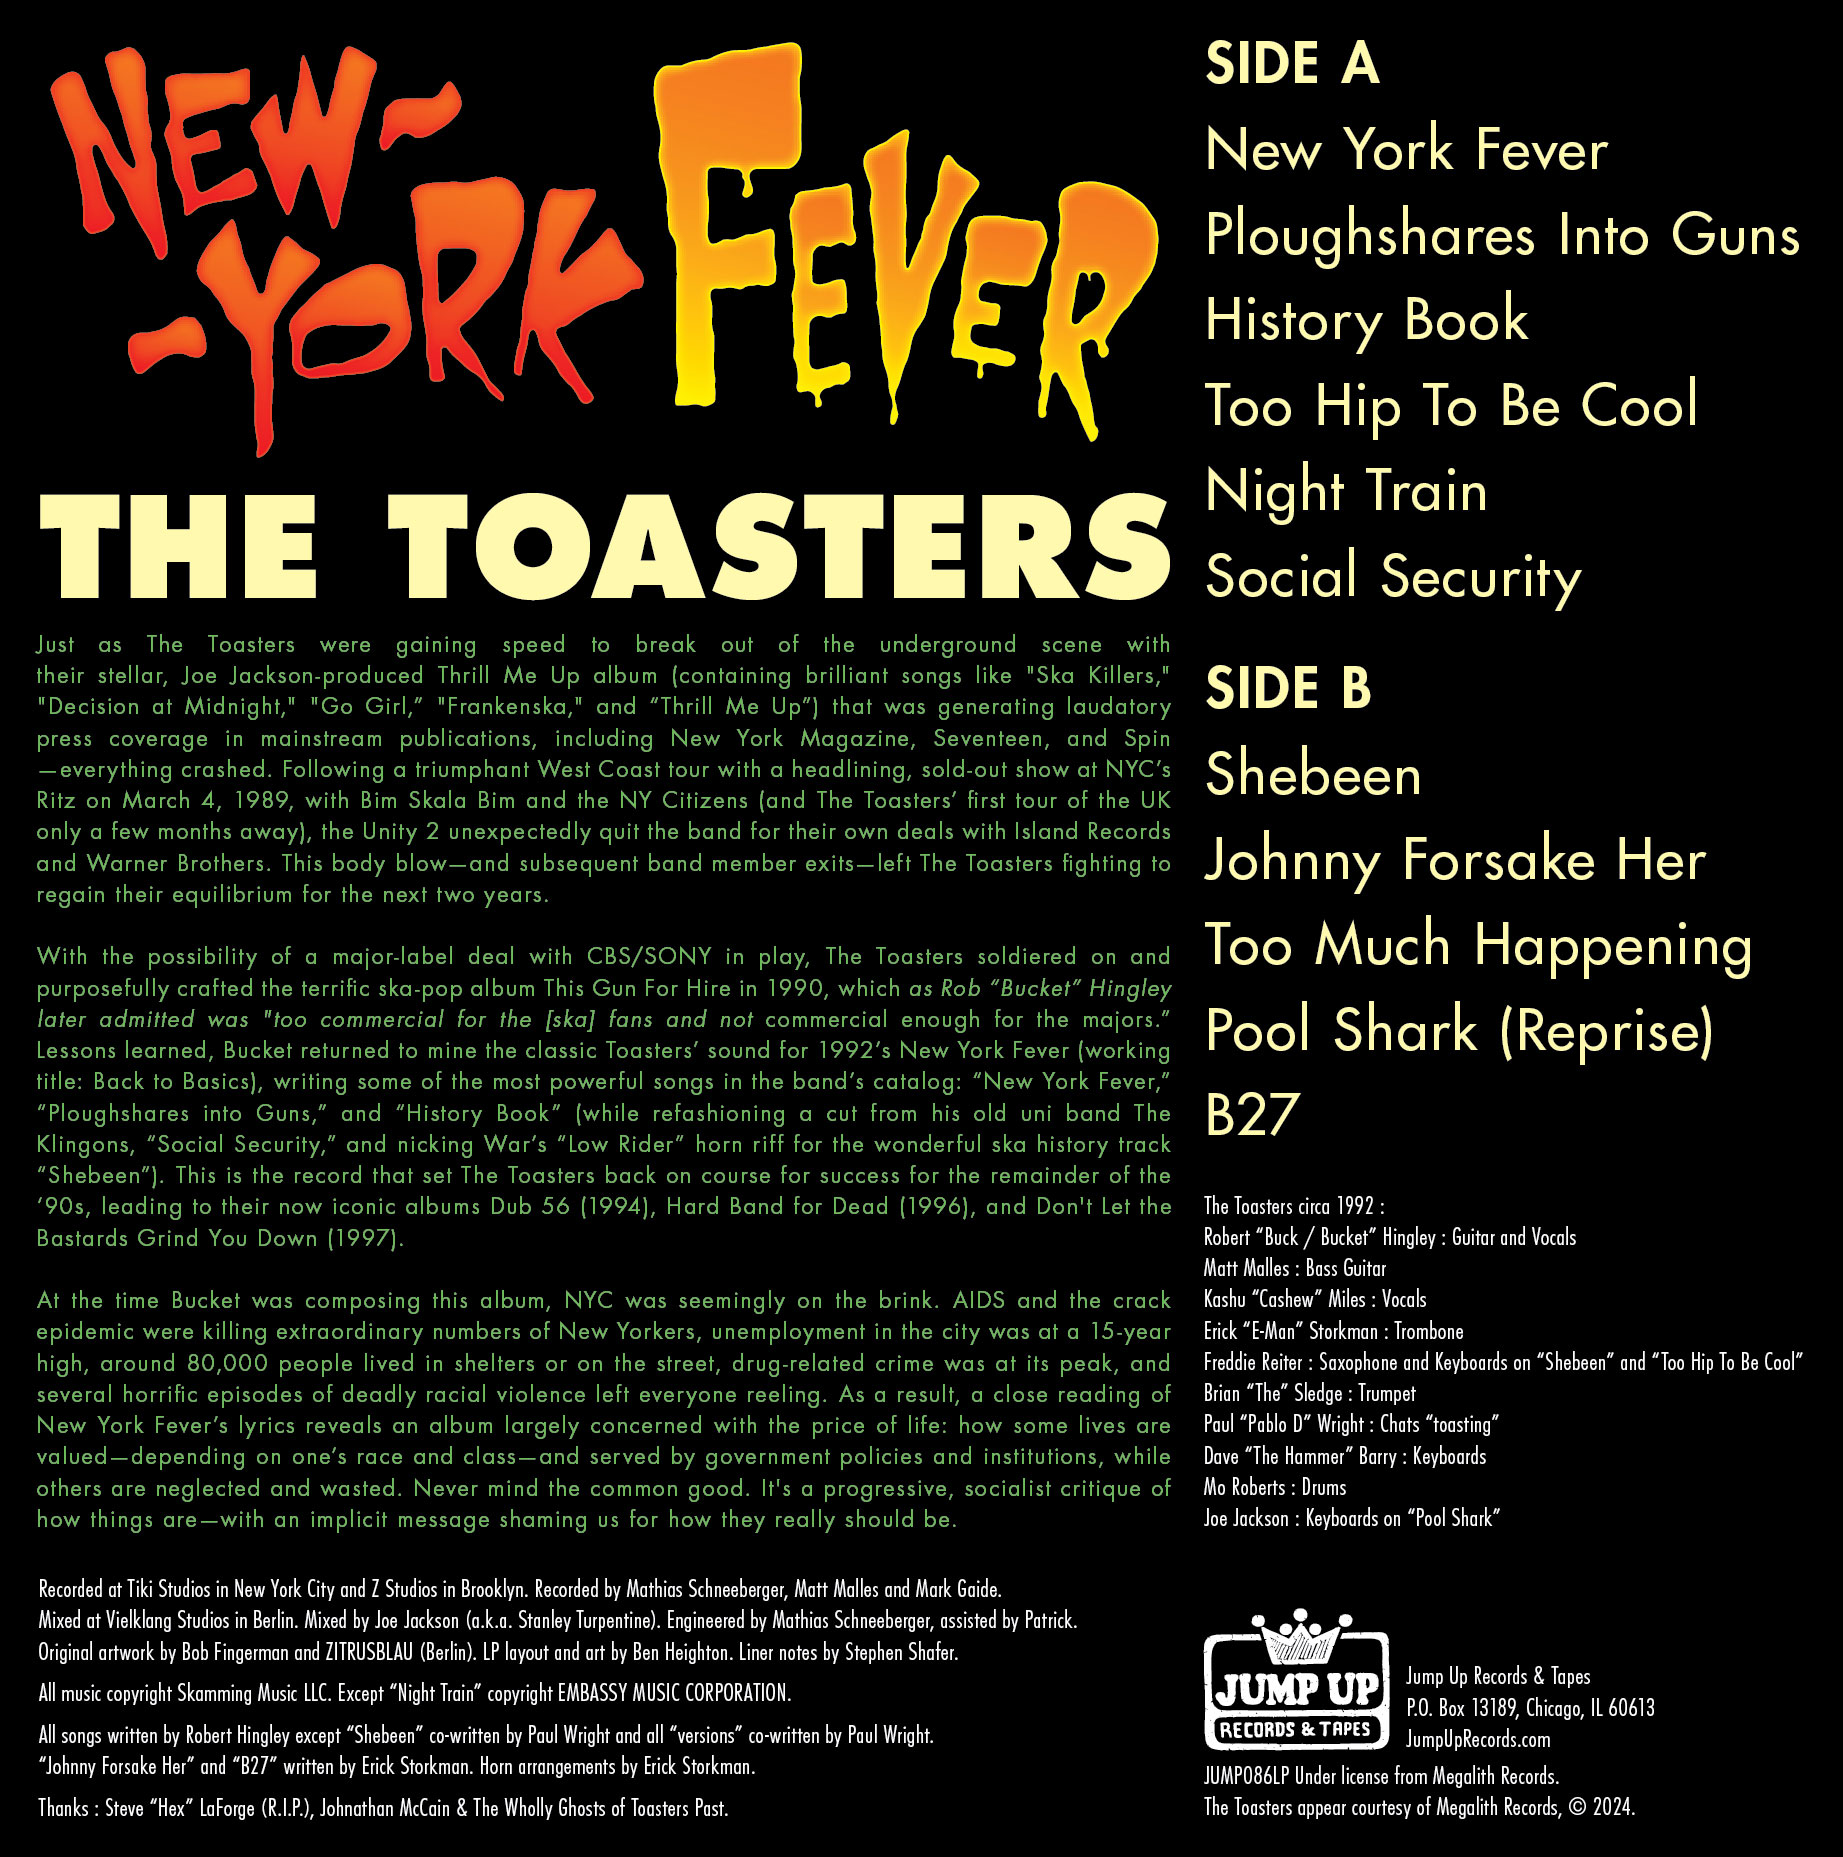 NEW-
-YORK FEVER
THE TOASTERS
Just as The Toasters were gaining speed to break out of the underground scene with
their stellar, Joe Jackson-produced Thrill Me Up album (containing brilliant songs like "Ska Killers,"
"Decision at Midnight," "Go Girl,” "Frankenska," and “Thrill Me Up”) that was generating laudatory
press coverage in mainstream publications, including New York Magazine, Seventeen, and Spin
—everything crashed. Following a triumphant West Coast tour with a headlining, sold-out show at NYC’s
Ritz on March 4, 1989, with Bim Skala Bim and the NY Citizens (and The Toasters’ first tour of the UK
only a few months away), the Unity 2 unexpectedly quit the band for their own deals with Island Records
and Warner Brothers. This body blow—and subsequent band member exits—left The Toasters fighting to
regain their equilibrium for the next two years.
With the possibility of a major-label deal with CBS/SONY in play, The Toasters soldiered on and
purposefully crafted the terrific ska-pop album This Gun For Hire in 1990, which as Rob “Bucket” Hingley
later admitted was "too commercial for the [ska] fans and not commercial enough for the majors.”
Lessons learned, Bucket returned to mine the classic Toasters’ sound for 1992’s New York Fever (working
title: Back to Basics), writing some of the most powerful songs in the band’s catalog: “New York Fever,”
“Ploughshares into Guns,” and “History Book” (while refashioning a cut from his old uni band The
Klingons, “Social Security,” and nicking War’s “Low Rider” horn riff for the wonderful ska history track
“Shebeen”). This is the record that set The Toasters back on course for success for the remainder of the
‘90s, leading to their now iconic albums Dub 56 (1994), Hard Band for Dead (1996), and Don't Let the
Bastards Grind You Down (1997).
At the time Bucket was composing this album, NYC was seemingly on the brink. AIDS and the crack
epidemic were killing extraordinary numbers of New Yorkers, unemployment in the city was at a 15-year
high, around 80,000 people lived in shelters or on the street, drug-related crime was at its peak, and
several horrific episodes of deadly racial violence left everyone reeling. As a result, a close reading of
New York Fever’s lyrics reveals an album largely concerned with the price of life: how some lives are
valued—depending on one’s race and class—and served by government policies and institutions, while
others are neglected and wasted. Never mind the common good. It's a progressive, socialist critique of
how things are—with an implicit message shaming us for how they really should be.
Recorded at Tiki Studios in New York City and Z Studios in Brooklyn. Recorded by Mathias Schneeberger, Matt Malles and Mark Gaide.
Mixed at Vielklang Studios in Berlin. Mixed by Joe Jackson (a.k.a. Stanley Turpentine). Engineered by Mathias Schneeberger, assisted by Patrick.
Original artwork by Bob Fingerman and ZITRUSBLAU (Berlin). LP layout and art by Ben Heighton. Liner notes by Stephen Shafer.
All music copyright Skamming Music LLC. Except “Night Train” copyright EMBASSY MUSIC CORPORATION.
All songs written by Robert Hingley except “Shebeen” co-written by Paul Wright and all “versions” co-written by Paul Wright.
“Johnny Forsake Her” and “B27” written by Erick Storkman. Horn arrangements by Erick Storkman.
Thanks : Steve “Hex” LaForge (R.I.P.), Johnathan McCain & The Wholly Ghosts of Toasters Past.
SIDE A
New York Fever
Ploughshares Into Guns
History Book
Too Hip To Be Cool
Night Train
Social Security
SIDE B
Shebeen
Johnny Forsake Her
Too Much Happening
Pool Shark (Reprise)
B27
The Toasters circa 1992 :
Robert “Buck / Bucket” Hingley : Guitar and Vocals
Matt Malles : Bass Guitar
Kashu “Cashew” Miles : Vocals
Erick “E-Man” Storkman : Trombone
Freddie Reiter : Saxophone and Keyboards on “Shebeen” and “Too Hip To Be Cool”
Brian “The” Sledge : Trumpet
Paul “Pablo D” Wright : Chats “toasting”
Dave “The Hammer” Barry : Keyboards
Mo Roberts : Drums
Joe Jackson : Keyboards on “Pool Shark”
JUMP UP
RECORDS & TAPES
Jump Up Records & Tapes
P.O. Box 13189, Chicago, IL 60613
JumpUpRecords.com
JUMP086LP Under license from Megalith Records.
The Toasters appear courtesy of Megalith Records, © 2024.